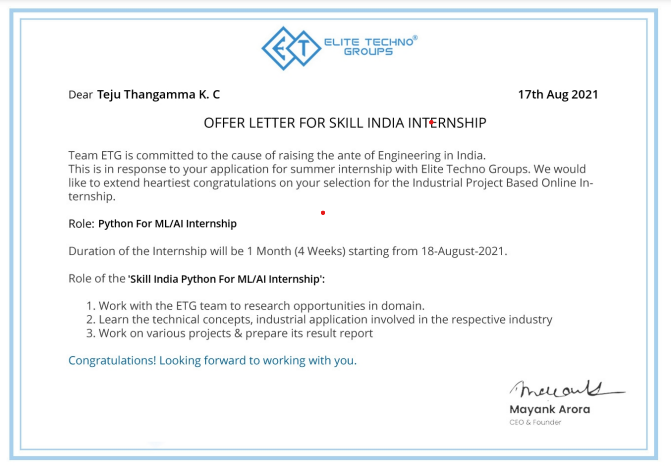 ET
ELITE TECHNO®
GROUPS
Dear Teju Thangamma K. C
17th Aug 2021
OFFER LETTER FOR SKILL INDIA INTERNSHIP
Team ETG is committed to the cause of raising the ante of Engineering in India.
This is in response to your application for summer internship with Elite Techno Groups. We would
like to extend heartiest congratulations on your selection for the Industrial Project Based Online In-
ternship.
Role: Python For ML/AI Internship
Duration of the Internship will be 1 Month (4 Weeks) starting from 18-August-2021.
Role of the 'Skill India Python For ML/AI Internship':
1. Work with the ETG team to research opportunities in domain.
2. Learn the technical concepts, industrial application involved in the respective industry
3. Work on various projects & prepare its result report
Congratulations! Looking forward to working with you.
Mayank Arora
CEO & Founder